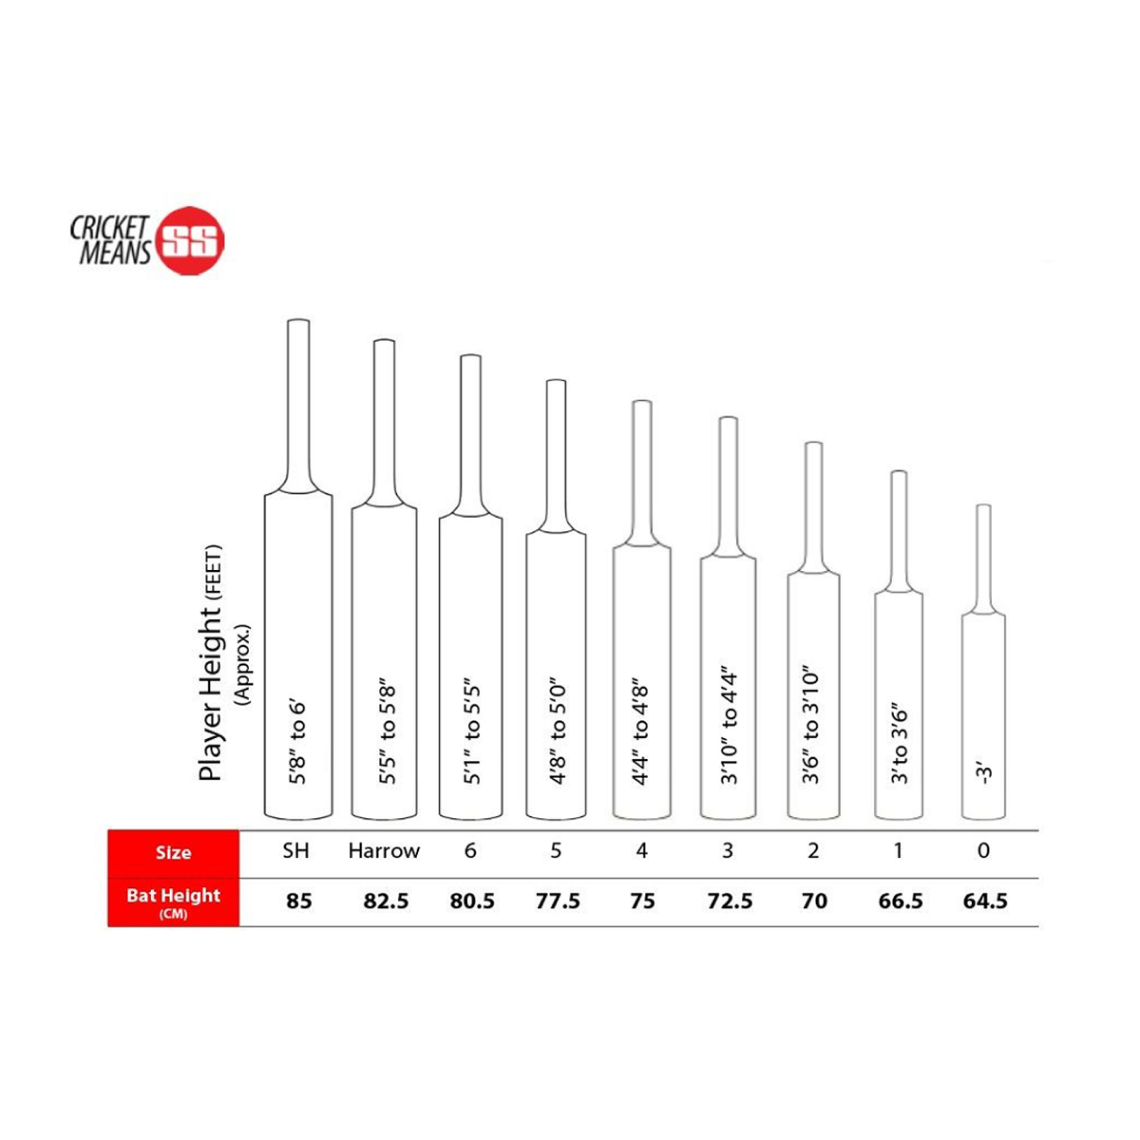 CRICKET
MEANS
SS
Player Height (FEET)
(Approx.)
5'8" to 6'
5'5" to 5'8"
5'1" to 5'5"
4'8" to 5'0"
4'4" to 4'8"
3'10" to 4'4"
3'6" to 3'10"
3' to 3'6"
-3'
Size SH Harrow 6 5 4 3 2 1 0
Bat Height 85 82.5 80.5 77.5 75 72.5 70 66.5 64.5
(CM)